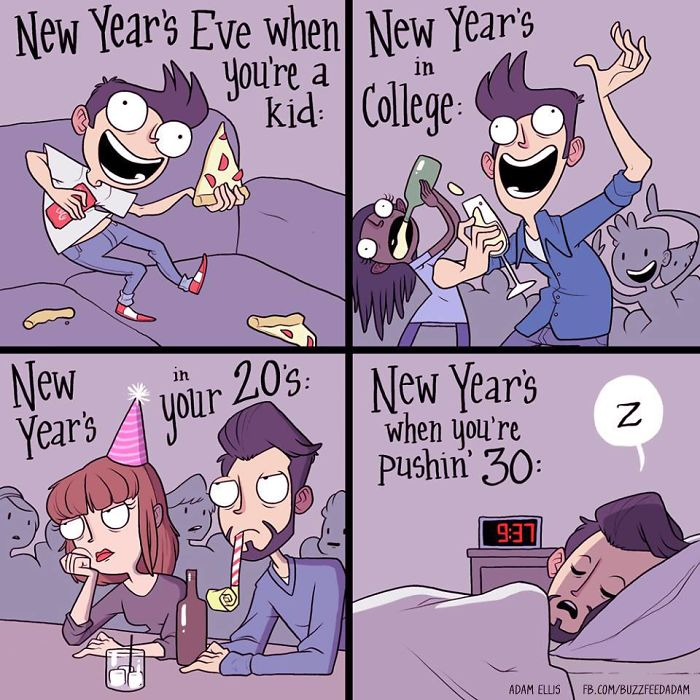 New Year's Eve when
you're a
kid:
New Year's
in
College:
New
Year's
in
your 20's:
New Year's
when you're
pushin' 30:
Z
9:37
ADAM ELLIS
FB.COM/BUZZFEEDADAM